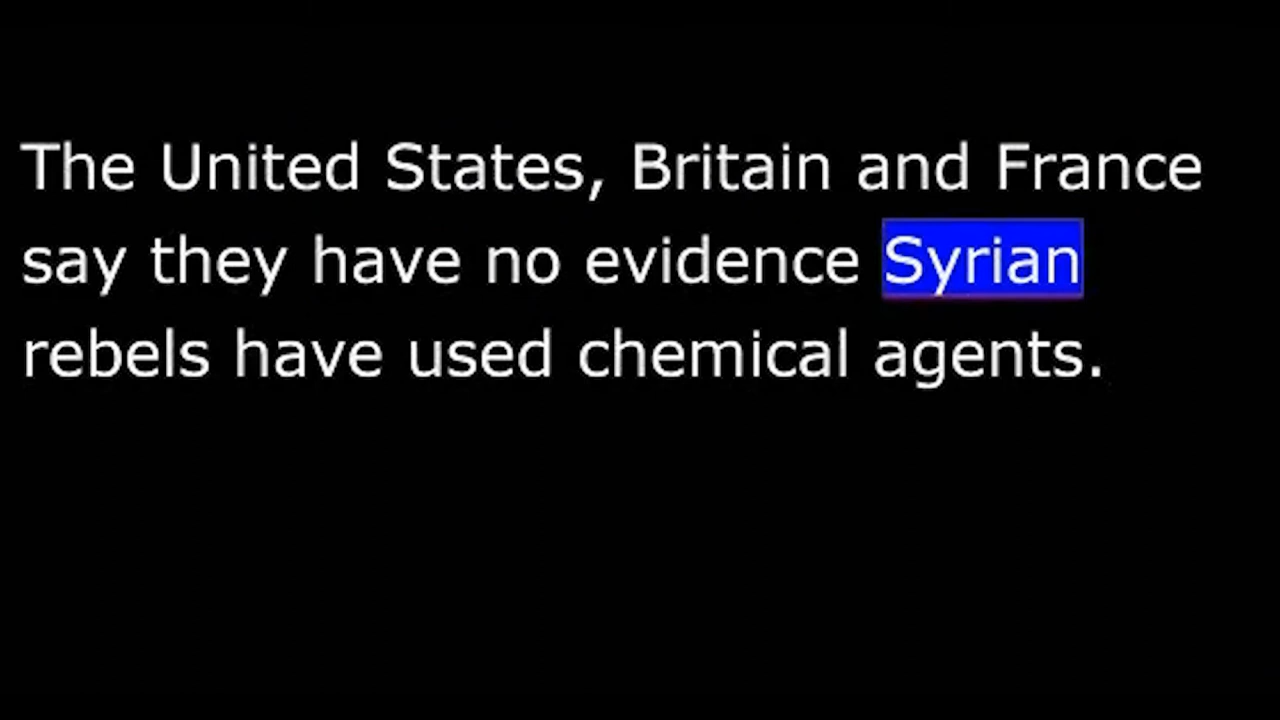 The United States, Britain and France
say they have no evidence Syrian
rebels have used chemical agents.